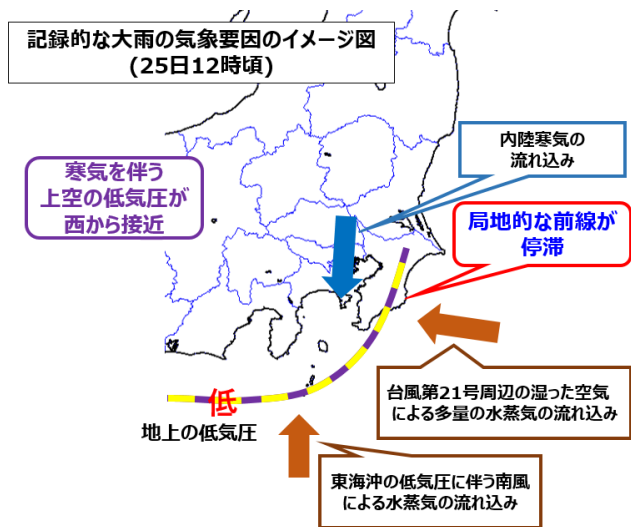 記録的な大雨の気象要因のイメージ図
(25日12時頃)
内陸寒気の
流れ込み
寒気を伴う
上空の低気圧が
西から接近
局地的な前線が
停滞
台風第21号周辺の湿った空気
による多量の水蒸気の流れ込み
低
地上の低気圧
東海沖の低気圧に伴う南風
による水蒸気の流れ込み